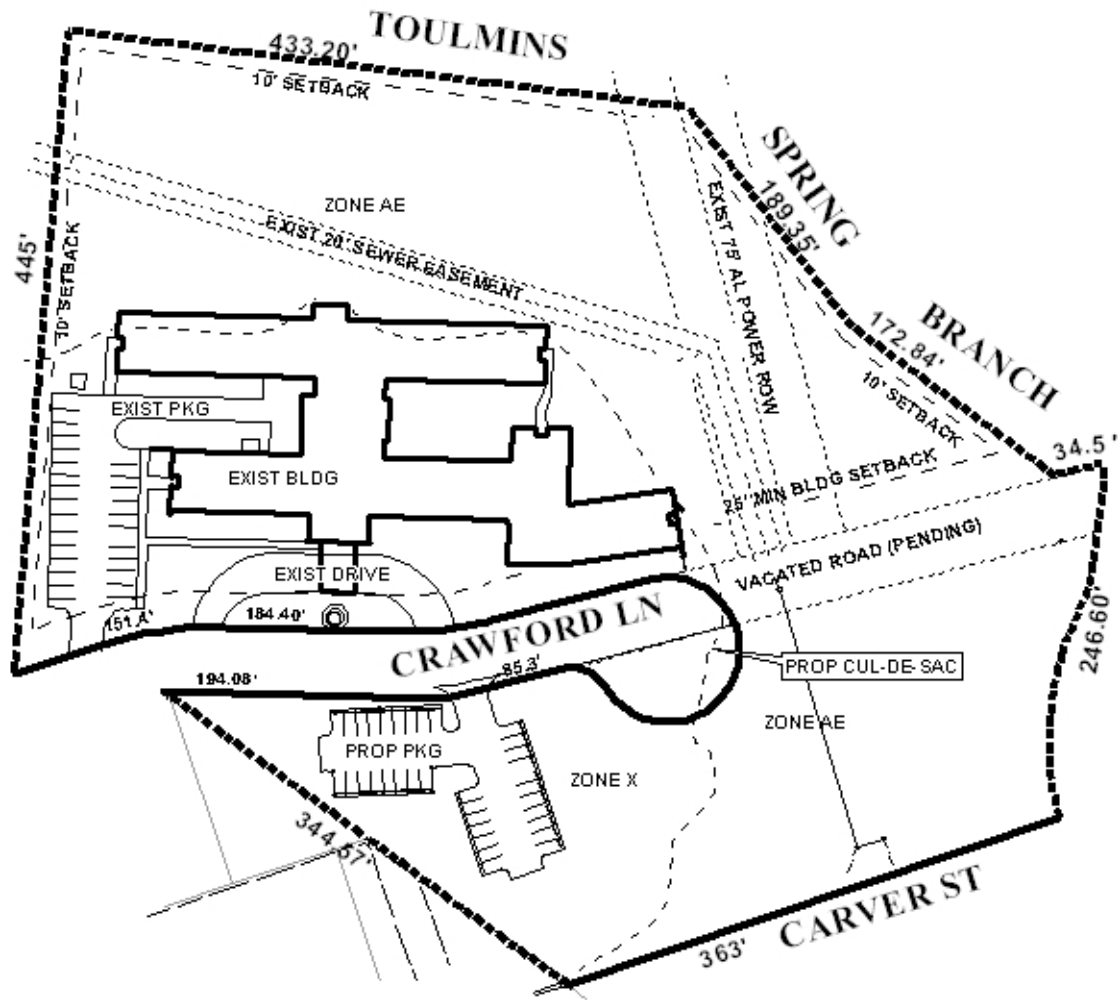 TOULMINS
433.20'
10' SETBACK
SPRING
189.35'
ZONE AE
EXIST 20' SEWER EASEMENT
EXIST 75' AL POWER ROW
445'
10' SETBACK
BRANCH
172.84'
10' SETBACK
34.5'
EXIST PKG
EXIST BLDG
25' MIN BLDG SETBACK
VACATED ROAD (PENDING)
EXIST DRIVE
151.4'
184.40'
246.60'
CRAWFORD LN
PROP CUL-DE-SAC
194.08'
85.3'
ZONE AE
PROP PKG
ZONE X
344.57'
CARVER ST
363'